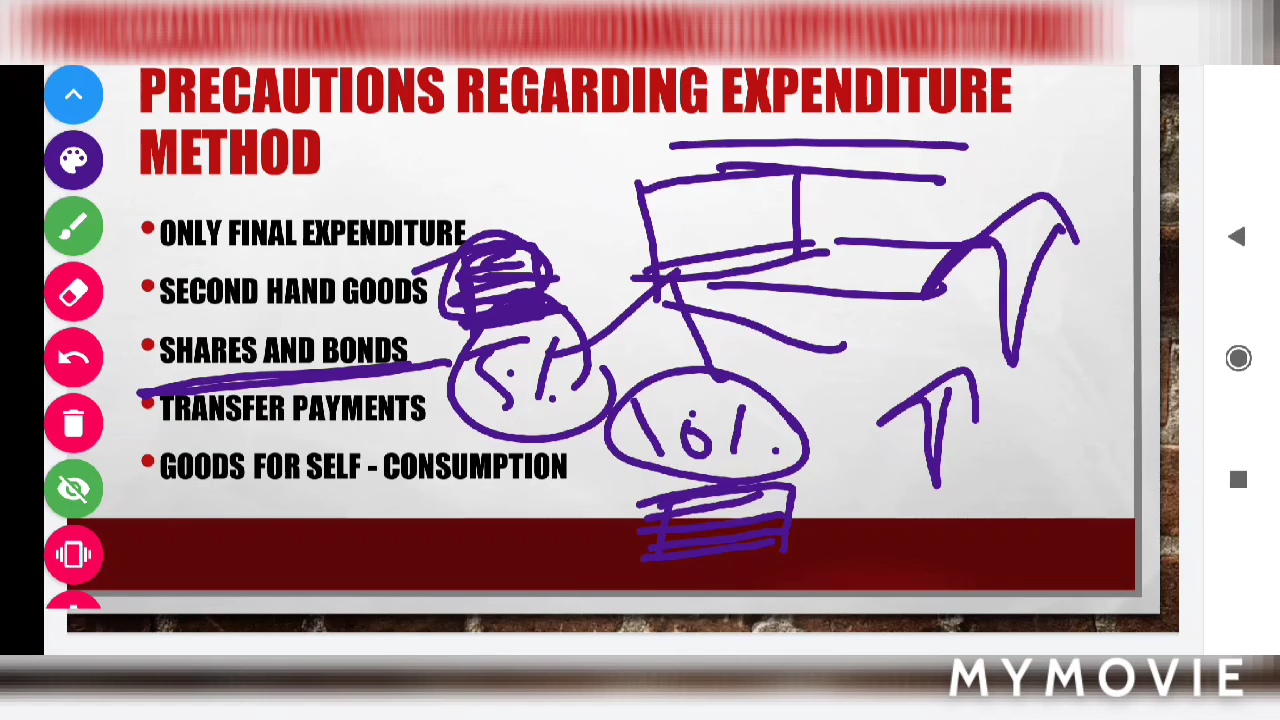 PRECAUTIONS REGARDING EXPENDITURE
METHOD
• ONLY FINAL EXPENDITURE
• SECOND HAND GOODS
• SHARES AND BONDS
• TRANSFER PAYMENTS
• GOODS FOR SELF - CONSUMPTION
5%
10%
MYMOVIE